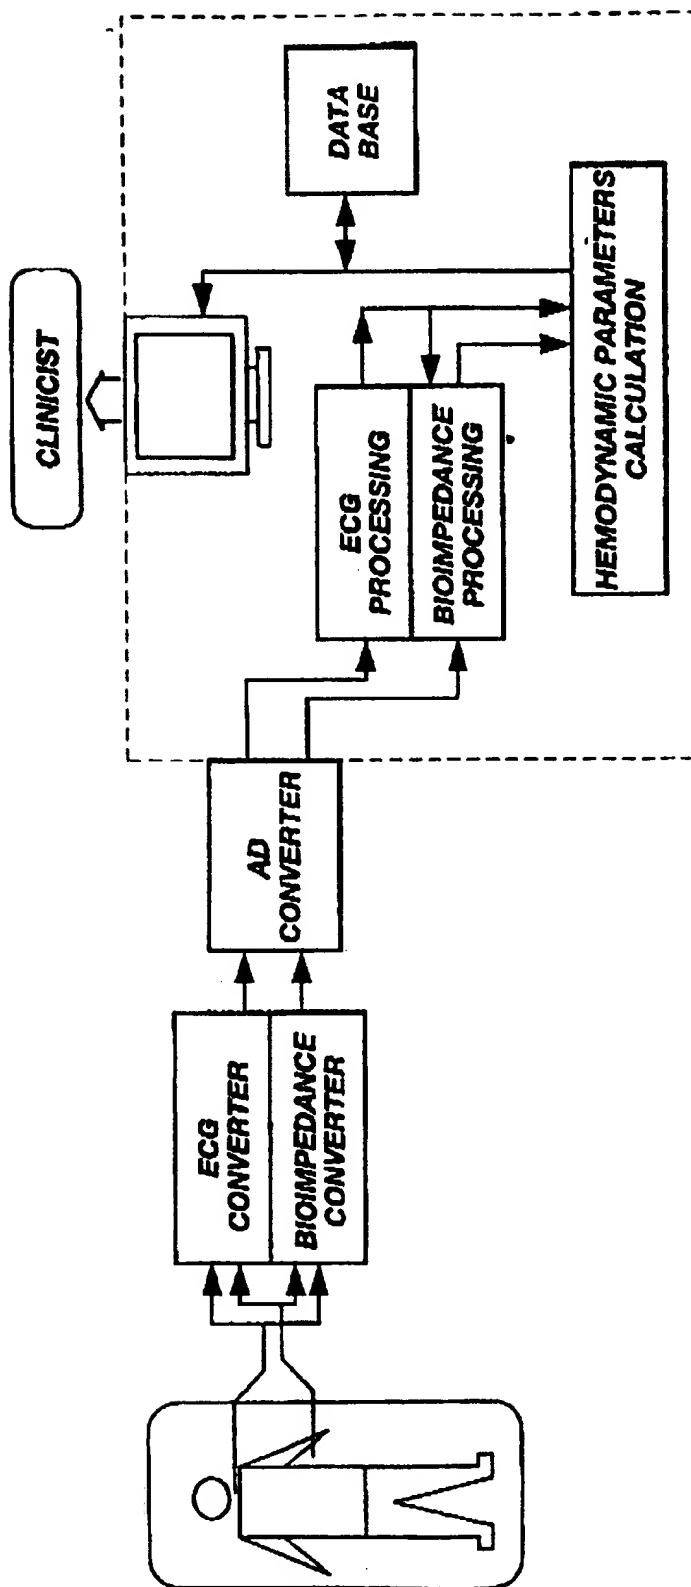 CLINICIST
DATA
BASE
ECG
PROCESSING
BIOIMPEDANCE
PROCESSING
HEMODYNAMIC PARAMETERS
CALCULATION
AD
CONVERTER
ECG
CONVERTER
BIOIMPEDANCE
CONVERTER